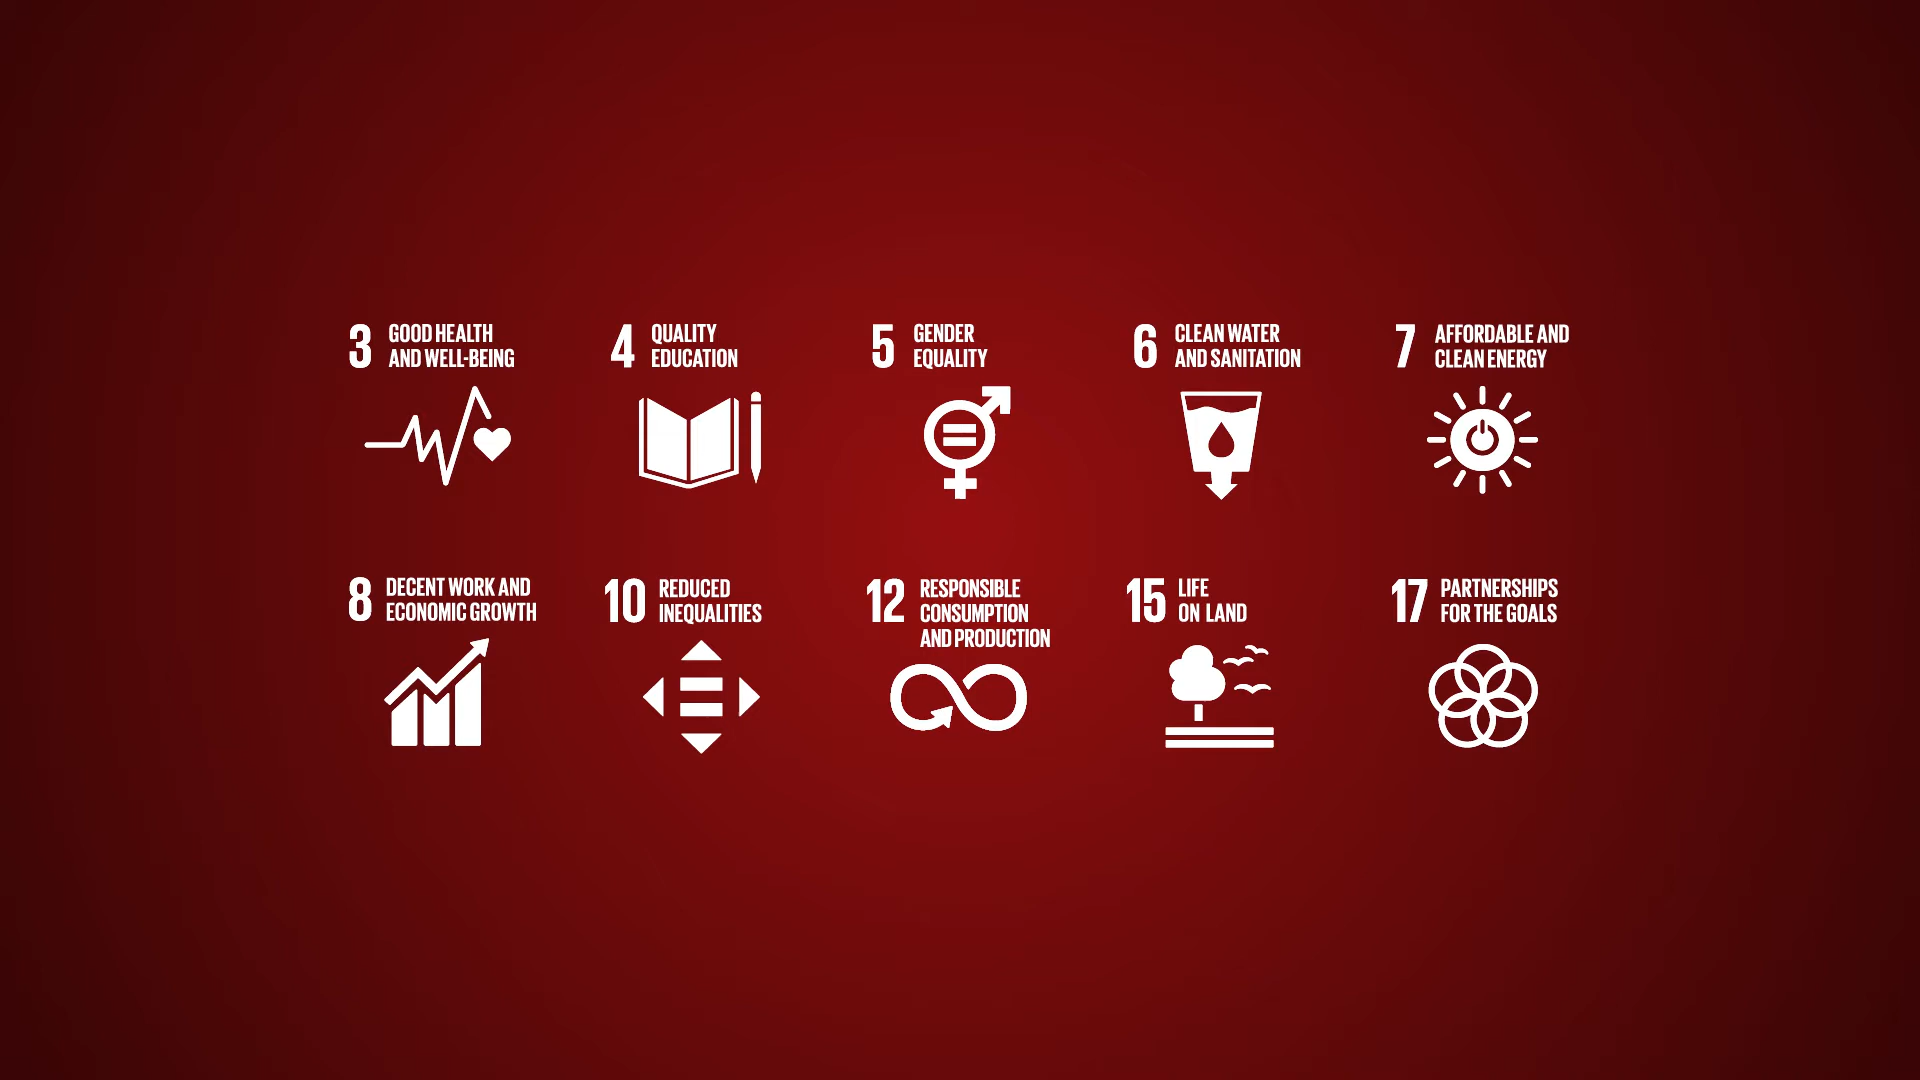 3 GOOD HEALTH
AND WELL-BEING
4 QUALITY
EDUCATION
5 GENDER
EQUALITY
6 CLEAN WATER
AND SANITATION
7 AFFORDABLE AND
CLEAN ENERGY
8 DECENT WORK AND
ECONOMIC GROWTH
10 REDUCED
INEQUALITIES
12 RESPONSIBLE
CONSUMPTION
AND PRODUCTION
15 LIFE
ON LAND
17 PARTNERSHIPS
FOR THE GOALS